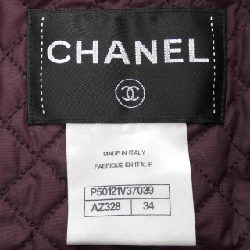 CHANEL
MADE IN ITALY
FABRIQUE EN ITALIE
P50121V37039
AZ328 34